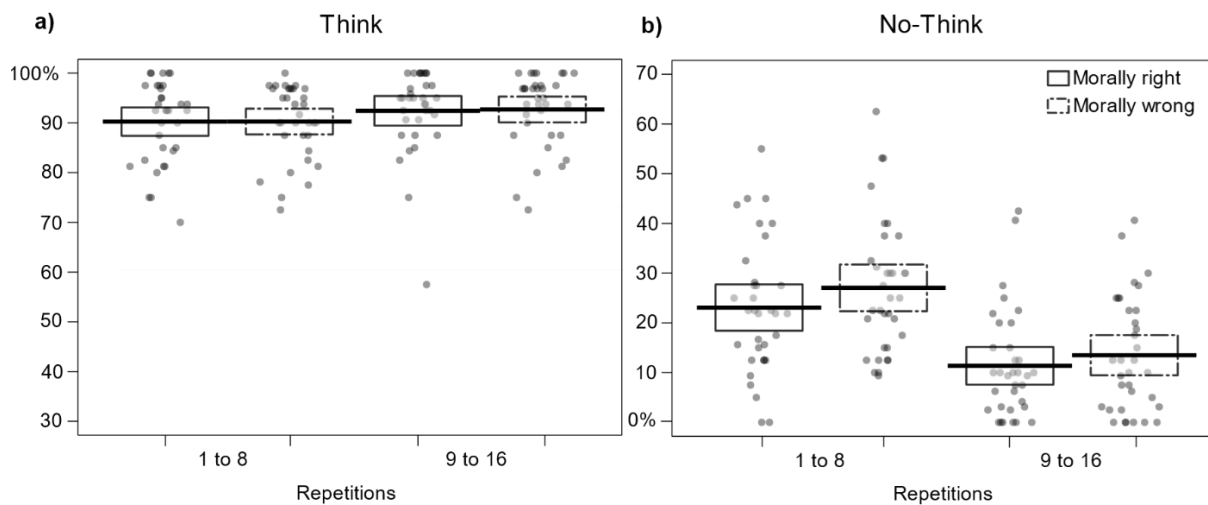 a)
Think
100%
90
80
70
60
50
40
30
1 to 8
9 to 16
Repetitions
b)
No-Think
70
60
50
40
30
20
10
0%
Morally right
Morally wrong
1 to 8
9 to 16
Repetitions